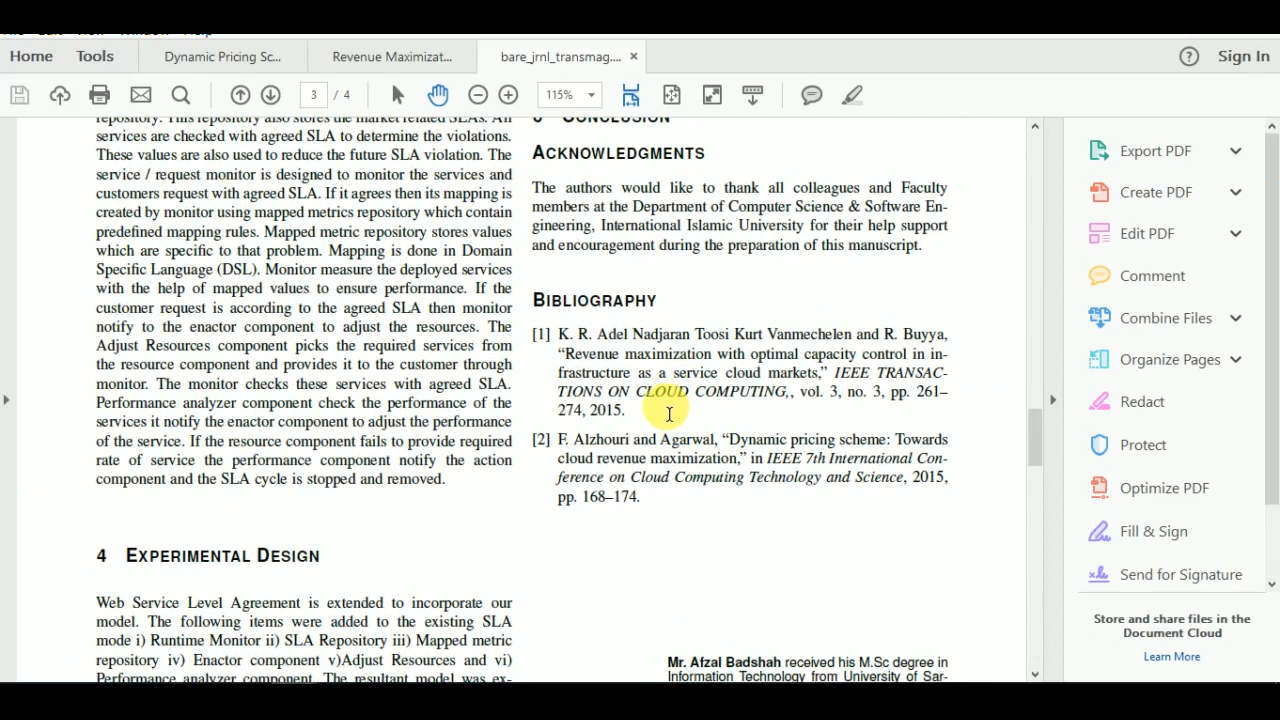 Home
Tools
Dynamic Pricing Sc...
Revenue Maximizat...
bare_jrnl_transmag.... ×
? Sign In
3 / 4
115%
repository. This repository also stores the market related SLAs. All
services are checked with agreed SLA to determine the violations.
These values are also used to reduce the future SLA violation. The
service / request monitor is designed to monitor the services and
customers request with agreed SLA. If it agrees then its mapping is
created by monitor using mapped metrics repository which contain
predefined mapping rules. Mapped metric repository stores values
which are specific to that problem. Mapping is done in Domain
Specific Language (DSL). Monitor measure the deployed services
with the help of mapped values to ensure performance. If the
customer request is according to the agreed SLA then monitor
notify to the enactor component to adjust the resources. The
Adjust Resources component picks the required services from
the resource component and provides it to the customer through
monitor. The monitor checks these services with agreed SLA.
Performance analyzer component check the performance of the
services it notify the enactor component to adjust the performance
of the service. If the resource component fails to provide required
rate of service the performance component notify the action
component and the SLA cycle is stopped and removed.
4 EXPERIMENTAL DESIGN
Web Service Level Agreement is extended to incorporate our
model. The following items were added to the existing SLA
mode i) Runtime Monitor ii) SLA Repository iii) Mapped metric
repository iv) Enactor component v)Adjust Resources and vi)
Performance analyzer component. The resultant model was ex-
CONCLUSION
ACKNOWLEDGMENTS
The authors would like to thank all colleagues and Faculty
members at the Department of Computer Science & Software En-
gineering, International Islamic University for their help support
and encouragement during the preparation of this manuscript.
BIBLIOGRAPHY
[1] K. R. Adel Nadjaran Toosi Kurt Vanmechelen and R. Buyya,
“Revenue maximization with optimal capacity control in in-
frastructure as a service cloud markets,” IEEE TRANSAC-
TIONS ON CLOUD COMPUTING,, vol. 3, no. 3, pp. 261–
274, 2015.
[2] F. Alzhouri and Agarwal, “Dynamic pricing scheme: Towards
cloud revenue maximization,” in IEEE 7th International Con-
ference on Cloud Computing Technology and Science, 2015,
pp. 168–174.
Mr. Afzal Badshah received his M.Sc degree in
Information Technology from University of Sar-
Export PDF
Create PDF
Edit PDF
Comment
Combine Files
Organize Pages
Redact
Protect
Optimize PDF
Fill & Sign
Send for Signature
Store and share files in the
Document Cloud
Learn More